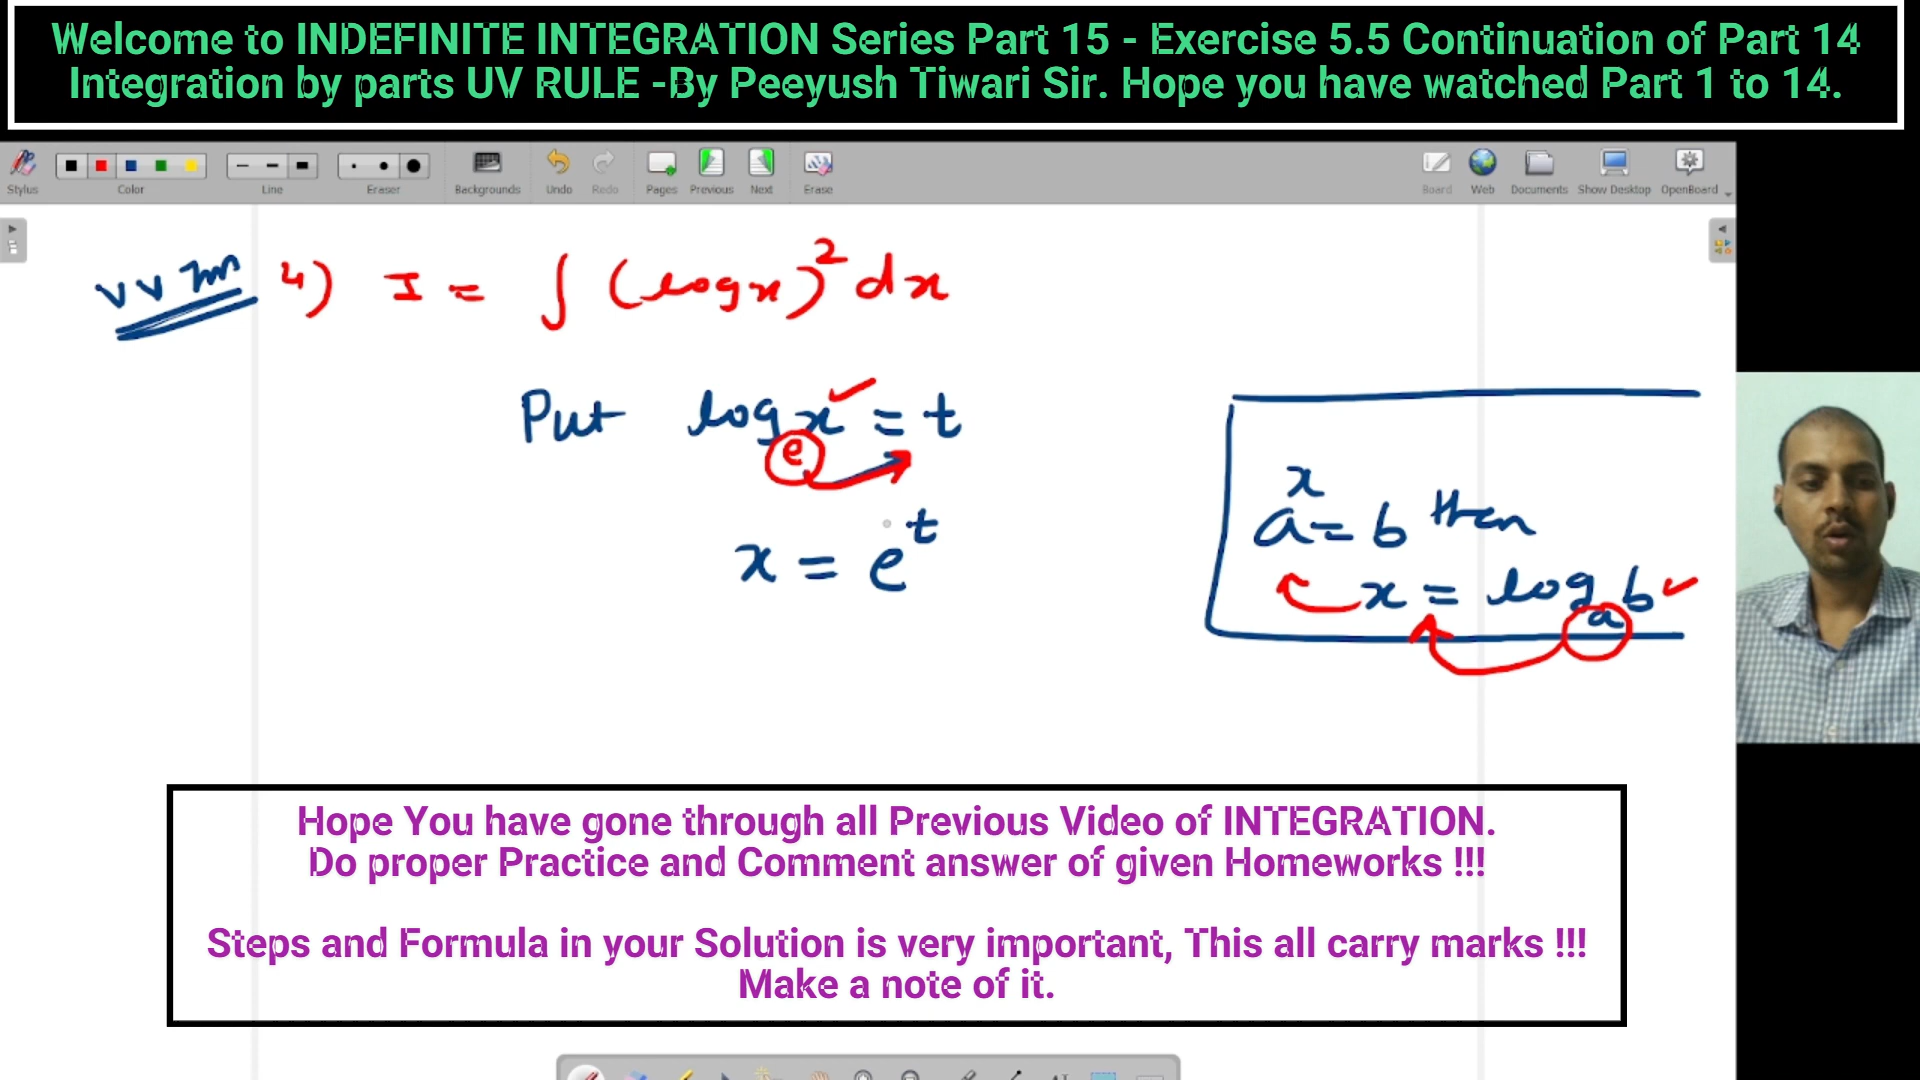 Welcome to INDEFINITE INTEGRATION Series Part 15 - Exercise 5.5 Continuation of Part 14
Integration by parts UV RULE -By Peeyush Tiwari Sir. Hope you have watched Part 1 to 14.
Stylus Color Line Eraser Backgrounds Undo Redo Pages Previous Next Erase Board Web Documents Show Desktop OpenBoard
4) I = ∫ (log x)² dx
Put log x = t
e
x = e^t
a^x = b then
x = log_a b
Hope You have gone through all Previous Video of INTEGRATION.
Do proper Practice and Comment answer of given Homeworks !!!
Steps and Formula in your Solution is very important, This all carry marks !!!
Make a note of it.